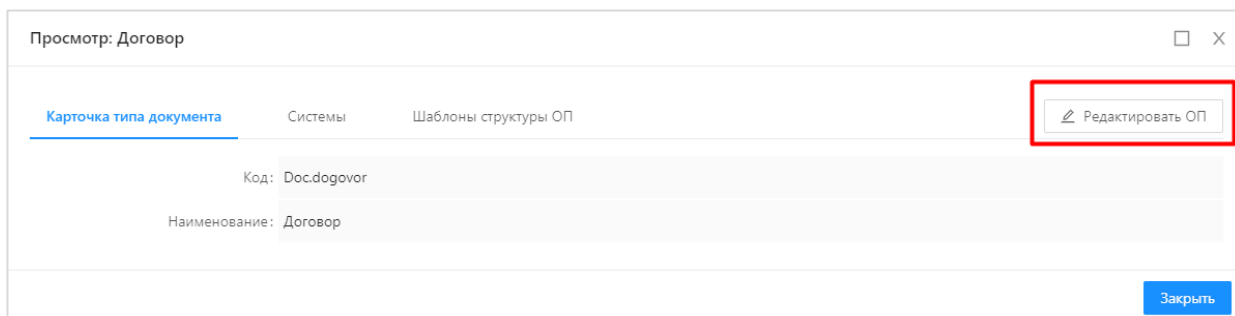 Просмотр: Договор
Карточка типа документа Системы Шаблоны структуры ОП Редактировать ОП
Код: Doc.dogovor
Наименование: Договор
Закрыть